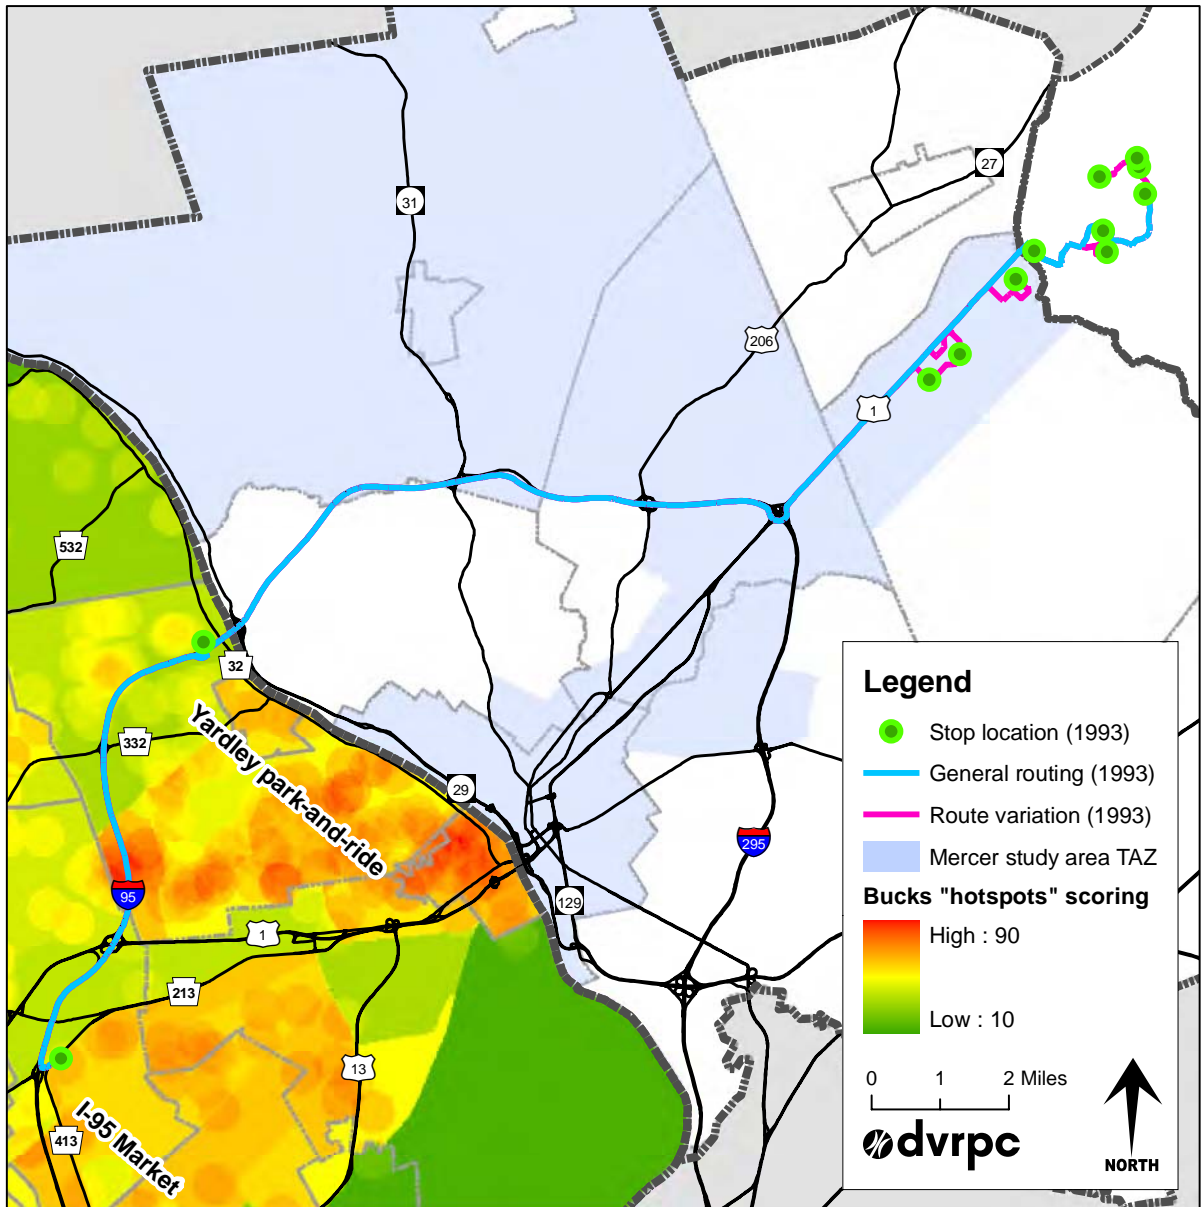 27
31
206
1
532
32
332
Yardley park-and-ride
29
295
95
129
1
213
13
I-95 Market
413
Legend
Stop location (1993)
General routing (1993)
Route variation (1993)
Mercer study area TAZ
Bucks "hotspots" scoring
High : 90
Low : 10
0 1 2 Miles
dvrpc
NORTH